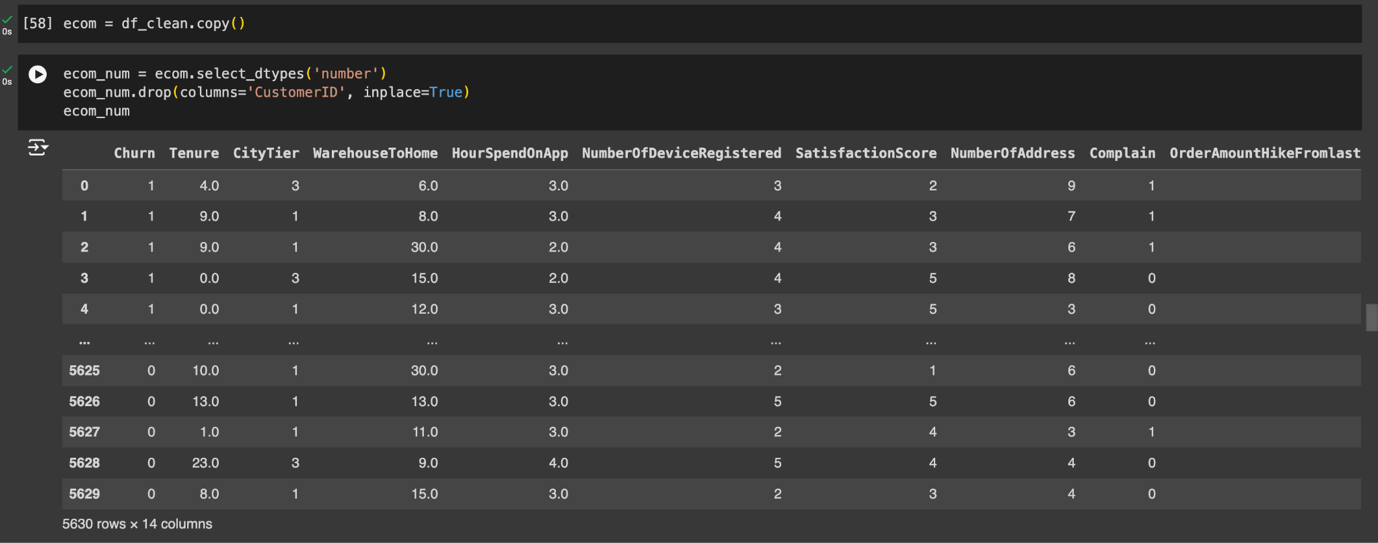 [58] ecom = df_clean.copy()
0s
ecom_num = ecom.select_dtypes('number')
0s
ecom_num.drop(columns='CustomerID', inplace=True)
ecom_num
Churn Tenure CityTier WarehouseToHome HourSpendOnApp NumberOfDeviceRegistered SatisfactionScore NumberOfAddress Complain OrderAmountHikeFromlast
0 1 4.0 3 6.0 3.0 3 2 9 1
1 1 9.0 1 8.0 3.0 4 3 7 1
2 1 9.0 1 30.0 2.0 4 3 6 1
3 1 0.0 3 15.0 2.0 4 5 8 0
4 1 0.0 1 12.0 3.0 3 5 3 0
... ... ... ... ... ... ... ... ... ...
5625 0 10.0 1 30.0 3.0 2 1 6 0
5626 0 13.0 1 13.0 3.0 5 5 6 0
5627 0 1.0 1 11.0 3.0 2 4 3 1
5628 0 23.0 3 9.0 4.0 5 4 4 0
5629 0 8.0 1 15.0 3.0 2 3 4 0
5630 rows × 14 columns